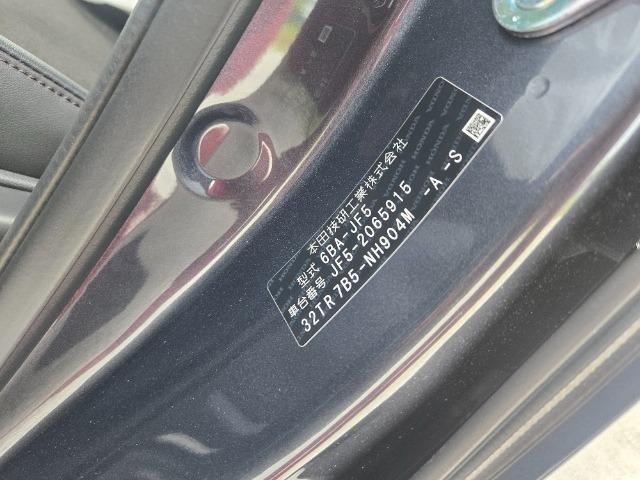 本田技研工業株式会社
型式 6BA-JF5
車台番号 JF5-2065915
32TR 7B5-NH904M -A -S